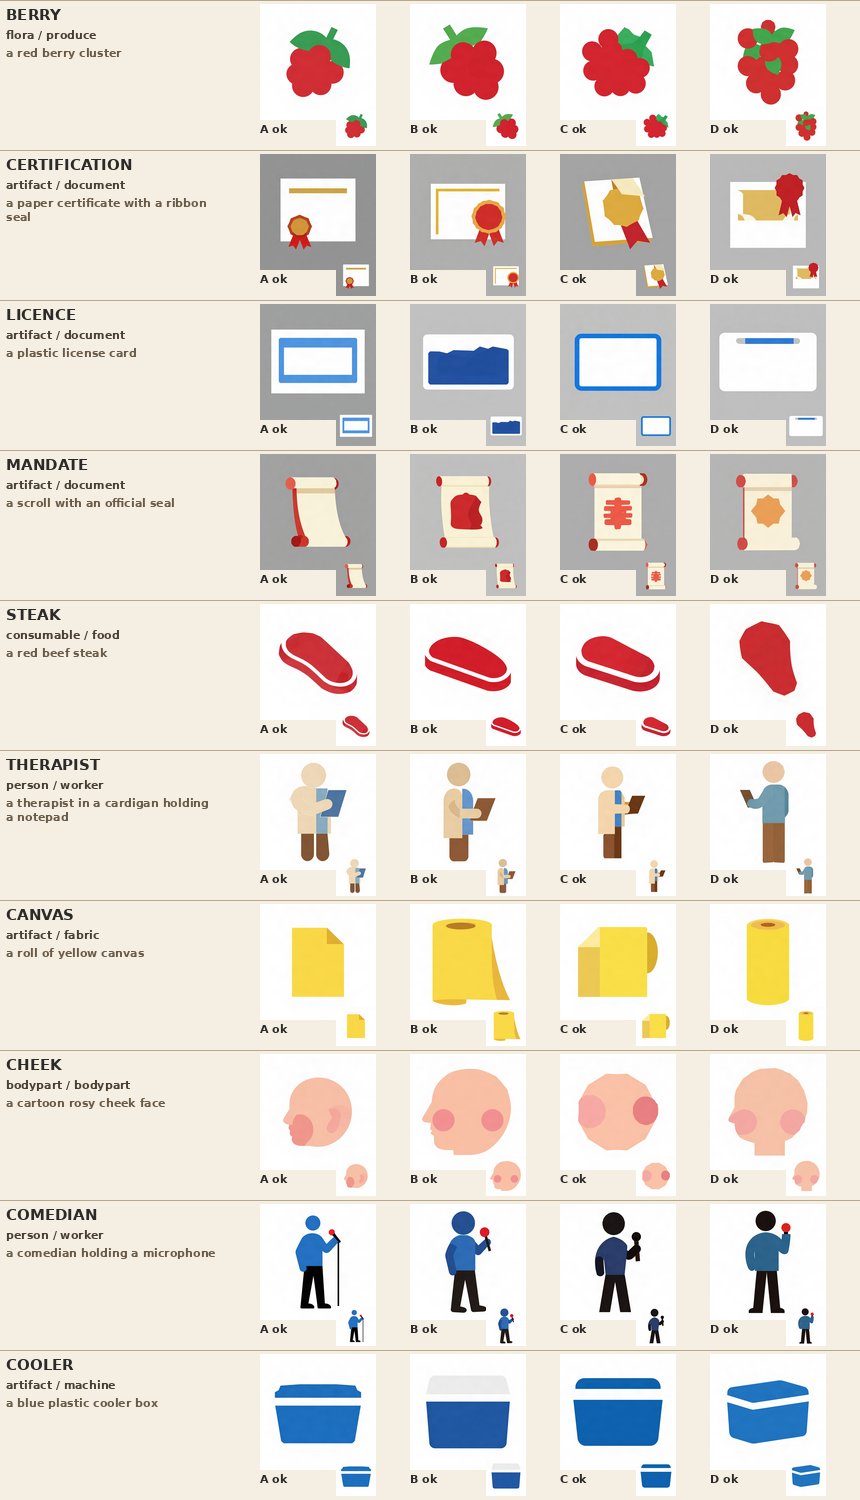 BERRY
flora / produce
a red berry cluster
A ok
B ok
C ok
D ok
CERTIFICATION
artifact / document
a paper certificate with a ribbon
seal
A ok
B ok
C ok
D ok
LICENCE
artifact / document
a plastic license card
A ok
B ok
C ok
D ok
MANDATE
artifact / document
a scroll with an official seal
A ok
B ok
C ok
D ok
STEAK
consumable / food
a red beef steak
A ok
B ok
C ok
D ok
THERAPIST
person / worker
a therapist in a cardigan holding
a notepad
A ok
B ok
C ok
D ok
CANVAS
artifact / fabric
a roll of yellow canvas
A ok
B ok
C ok
D ok
CHEEK
bodypart / bodypart
a cartoon rosy cheek face
A ok
B ok
C ok
D ok
COMEDIAN
person / worker
a comedian holding a microphone
A ok
B ok
C ok
D ok
COOLER
artifact / machine
a blue plastic cooler box
A ok
B ok
C ok
D ok